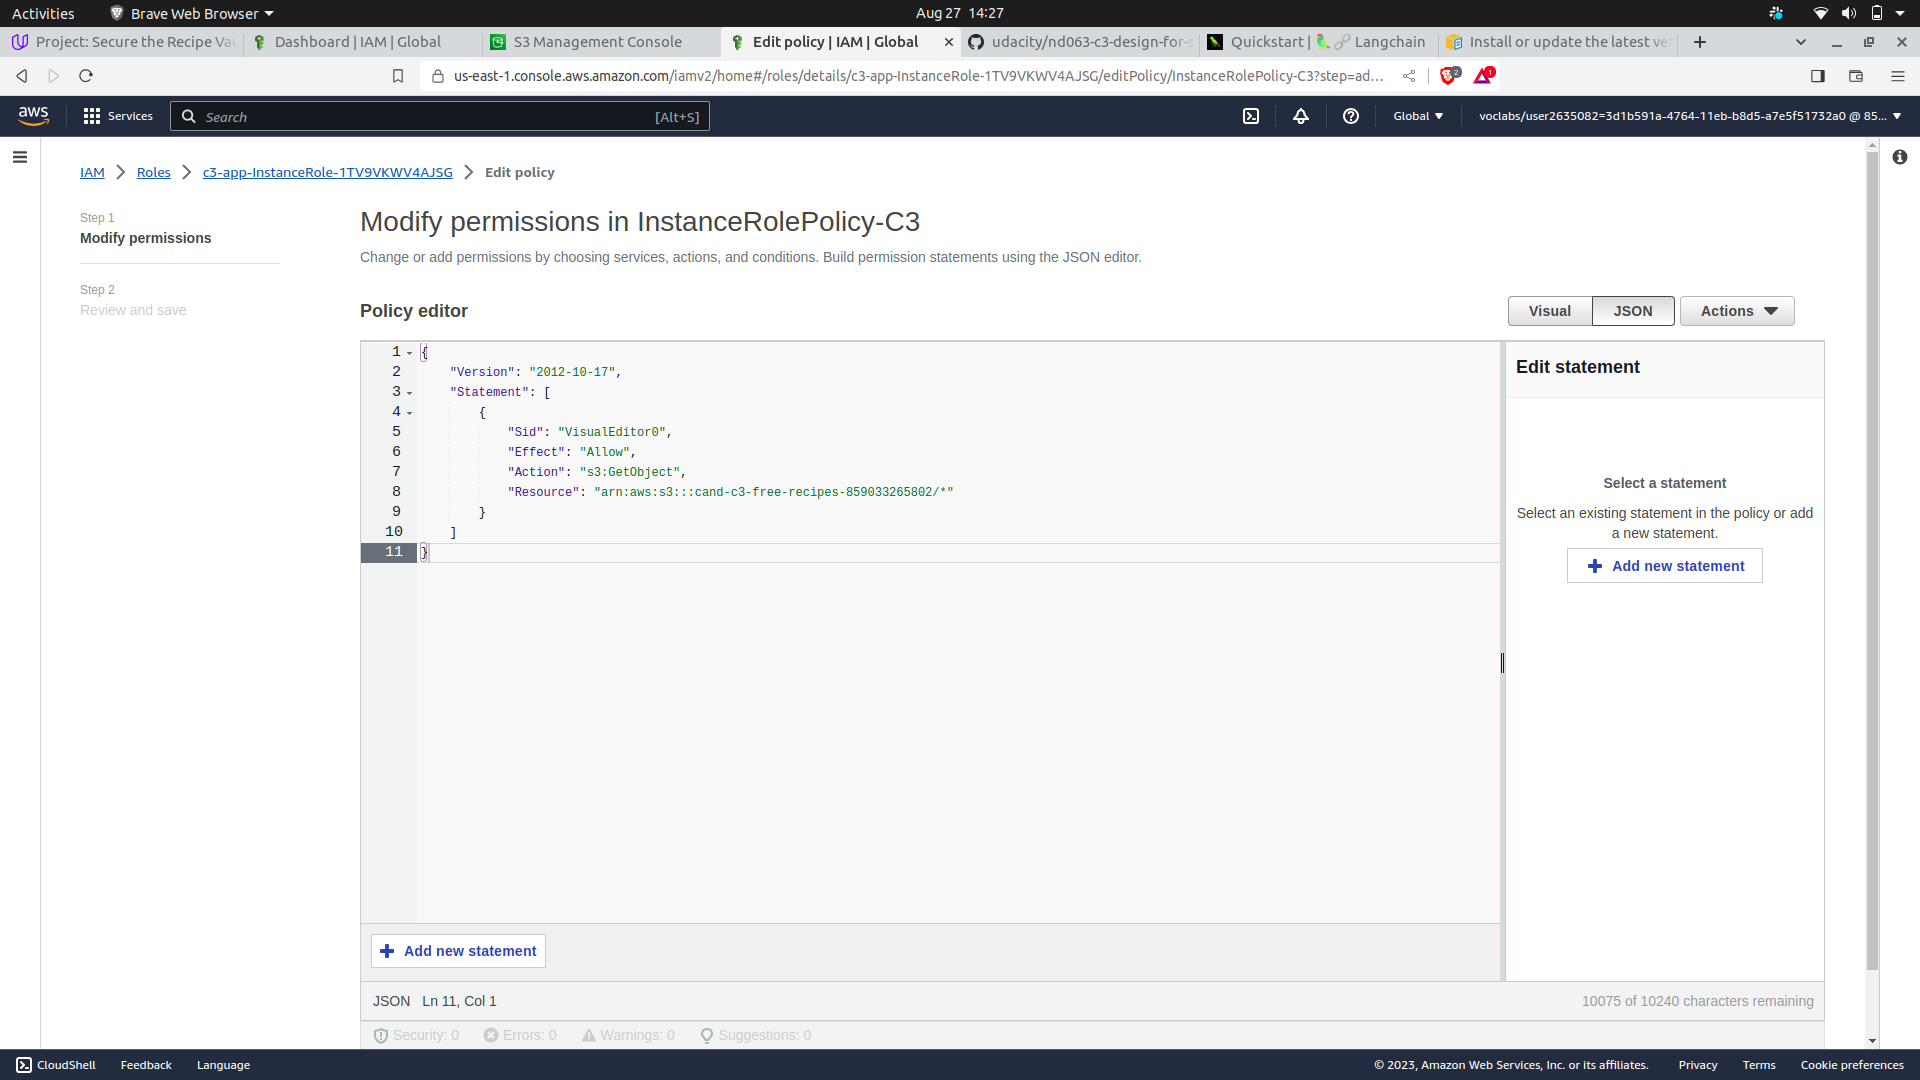 Activities
Brave Web Browser
Aug 27 14:27
Project: Secure the Recipe Vau
Dashboard | IAM | Global
S3 Management Console
Edit policy | IAM | Global
udacity/nd063-c3-design-for-s
Quickstart | 🦜🔗 Langchain
Install or update the latest ver
us-east-1.console.aws.amazon.com/iamv2/home#/roles/details/c3-app-InstanceRole-1TV9VKWV4AJSG/editPolicy/InstanceRolePolicy-C3?step=ad...
2
1
aws
Services
Search
[Alt+S]
Global
voclabs/user2635082=3d1b591a-4764-11eb-b8d5-a7e5f51732a0 @ 85...
IAM
Roles
c3-app-InstanceRole-1TV9VKWV4AJSG
Edit policy
Step 1
Modify permissions
Step 2
Review and save
Modify permissions in InstanceRolePolicy-C3
Change or add permissions by choosing services, actions, and conditions. Build permission statements using the JSON editor.
Policy editor
Visual
JSON
Actions
1 {
2 "Version": "2012-10-17",
3 "Statement": [
4 {
5 "Sid": "VisualEditor0",
6 "Effect": "Allow",
7 "Action": "s3:GetObject",
8 "Resource": "arn:aws:s3:::cand-c3-free-recipes-859033265802/*"
9 }
10 ]
11 }
Edit statement
Select a statement
Select an existing statement in the policy or add
a new statement.
Add new statement
Add new statement
JSON
Ln 11, Col 1
10075 of 10240 characters remaining
Security: 0
Errors: 0
Warnings: 0
Suggestions: 0
CloudShell
Feedback
Language
© 2023, Amazon Web Services, Inc. or its affiliates.
Privacy
Terms
Cookie preferences